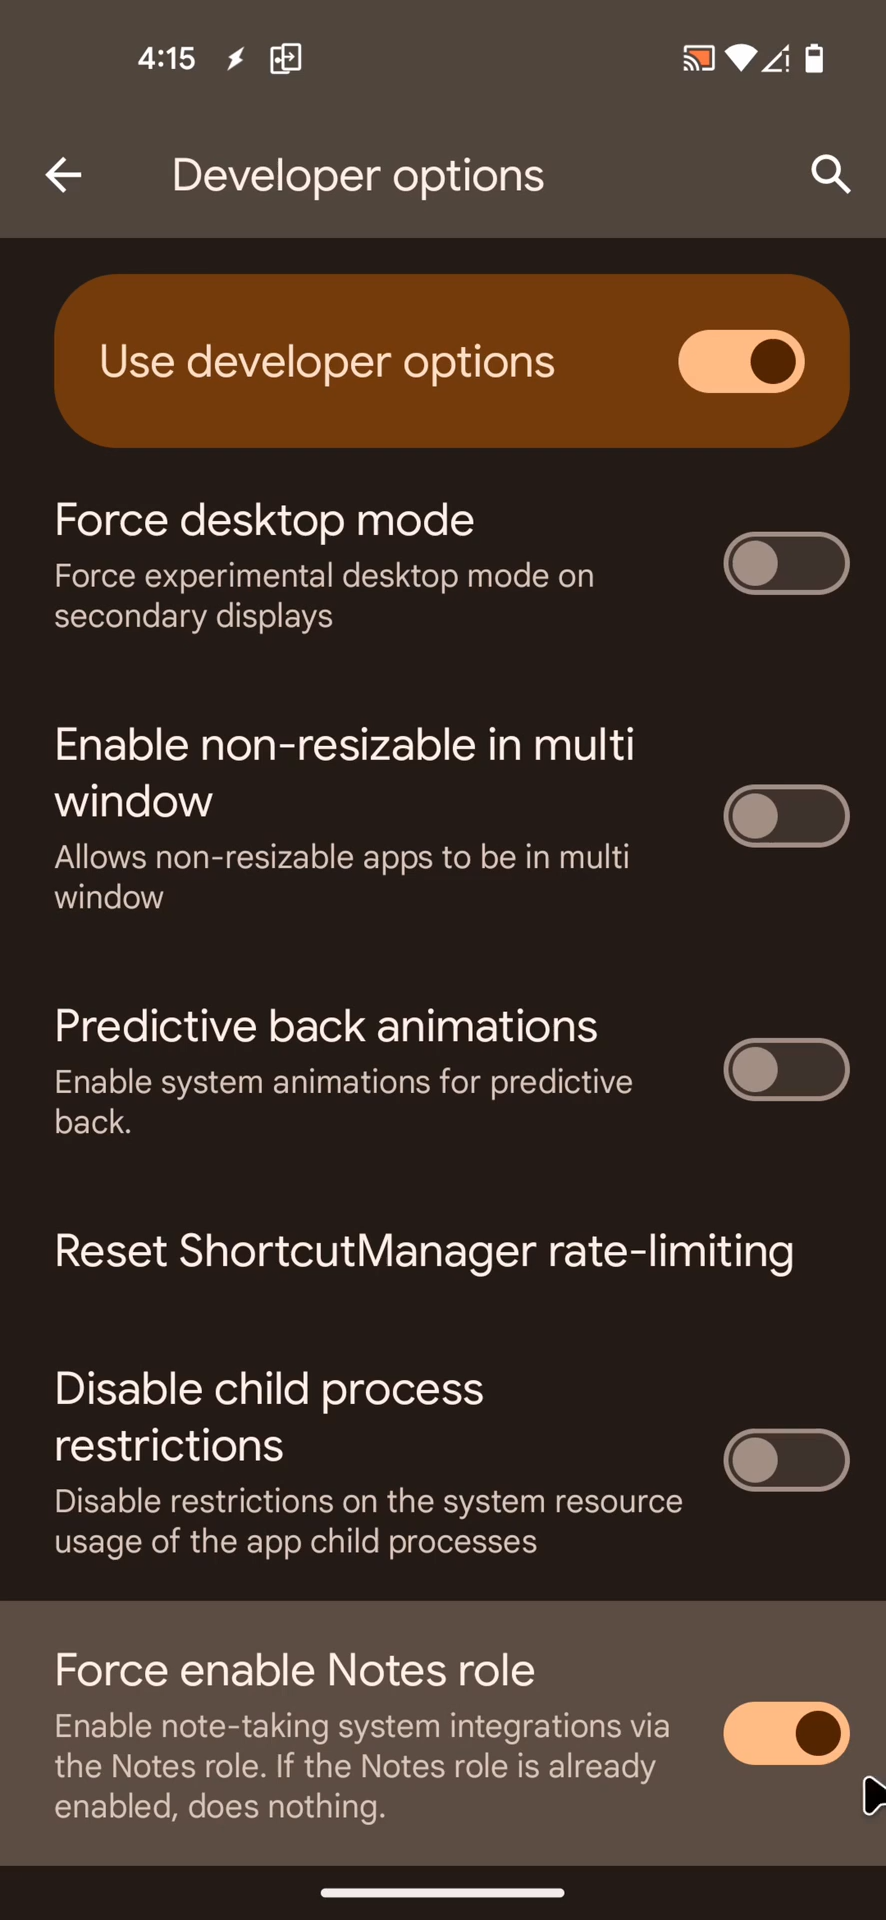 4:15
Developer options
Use developer options
Force desktop mode
Force experimental desktop mode on
secondary displays
Enable non-resizable in multi
window
Allows non-resizable apps to be in multi
window
Predictive back animations
Enable system animations for predictive
back.
Reset ShortcutManager rate-limiting
Disable child process
restrictions
Disable restrictions on the system resource
usage of the app child processes
Force enable Notes role
Enable note-taking system integrations via
the Notes role. If the Notes role is already
enabled, does nothing.